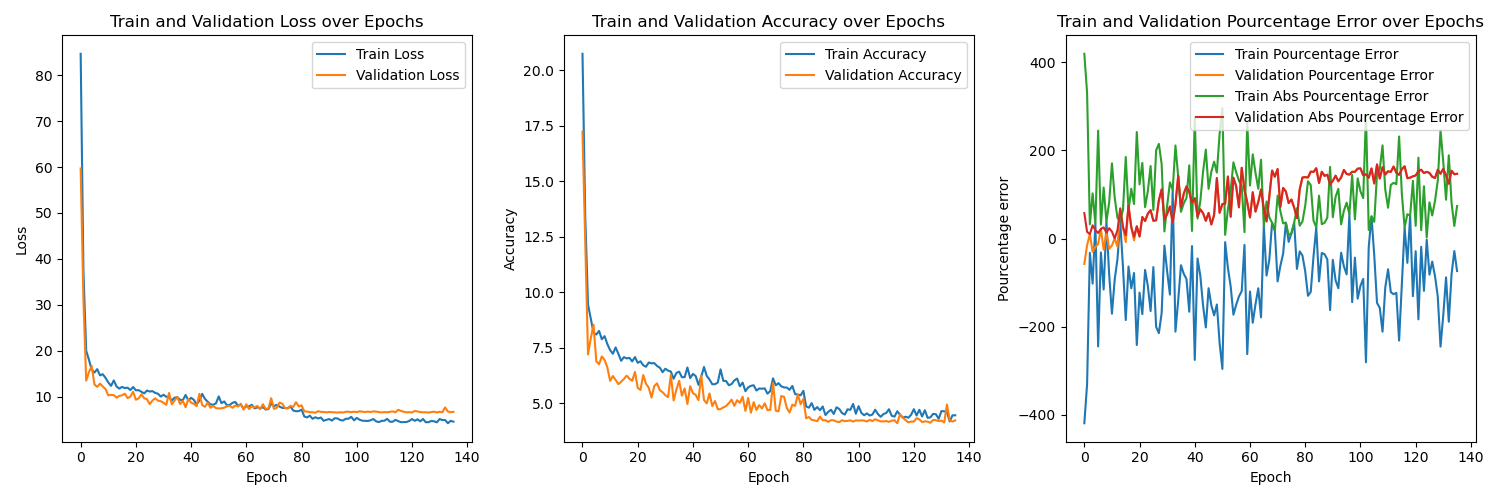 Train and Validation Loss over Epochs
Train Loss
Validation Loss
80
70
60
50
40
30
20
10
Loss
0
20
40
60
80
100
120
140
Epoch
Train and Validation Accuracy over Epochs
Train Accuracy
Validation Accuracy
20.0
17.5
15.0
12.5
10.0
7.5
5.0
Accuracy
0
20
40
60
80
100
120
140
Epoch
Train and Validation Pourcentage Error over Epochs
Train Pourcentage Error
Validation Pourcentage Error
Train Abs Pourcentage Error
Validation Abs Pourcentage Error
400
200
0
−200
−400
Pourcentage error
0
20
40
60
80
100
120
140
Epoch